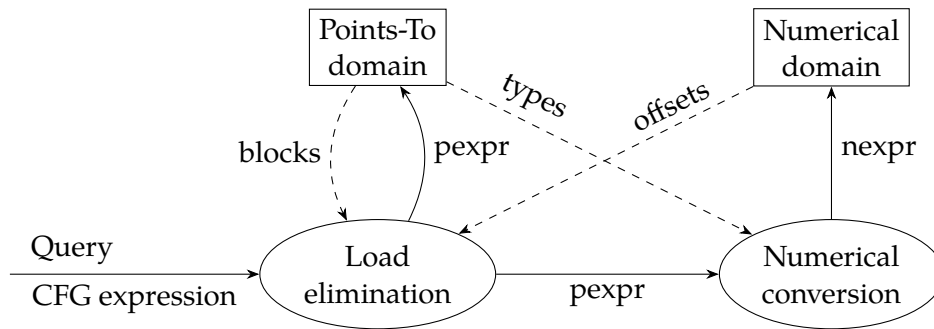 Points-To
domain
Numerical
domain
types
offsets
blocks
pexpr
nexpr
Query
CFG expression
Load
elimination
pexpr
Numerical
conversion